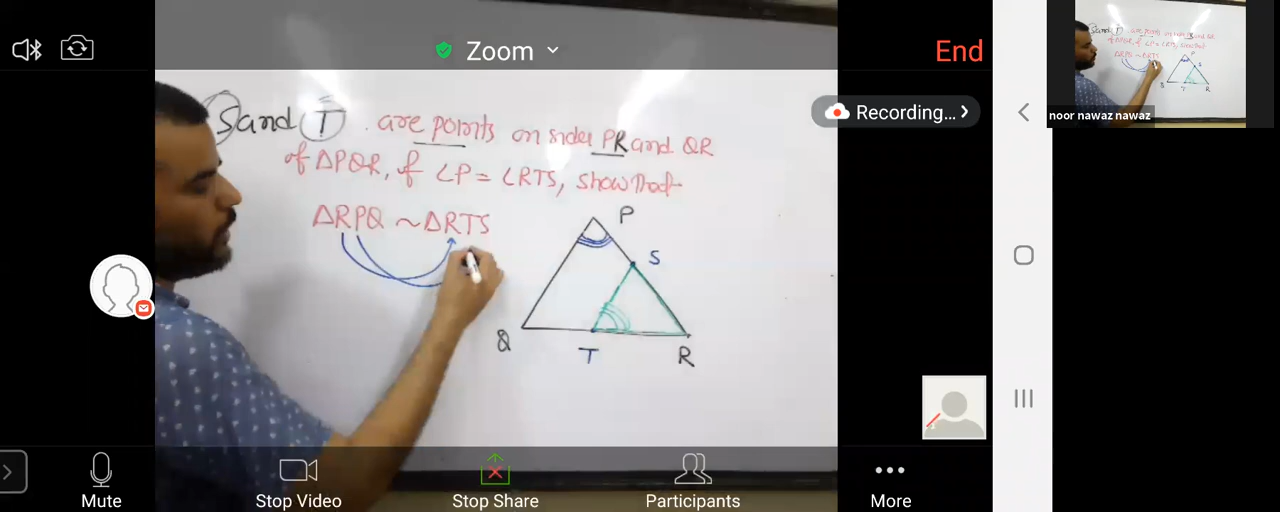 Zoom
End
Recording...
S and T are points on sides PR and QR
of ΔPQR, if ∠P = ∠RTS, show that
ΔRPQ ~ ΔRTS
P
S
Q
T
R
noor nawaz nawaz
Mute
Stop Video
Stop Share
Participants
More